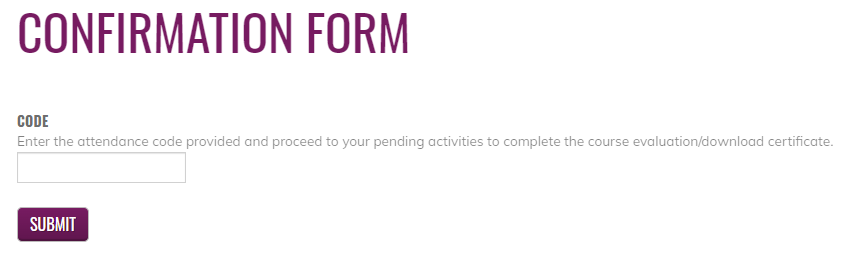 CONFIRMATION FORM
CODE
Enter the attendance code provided and proceed to your pending activities to complete the course evaluation/download certificate.
SUBMIT